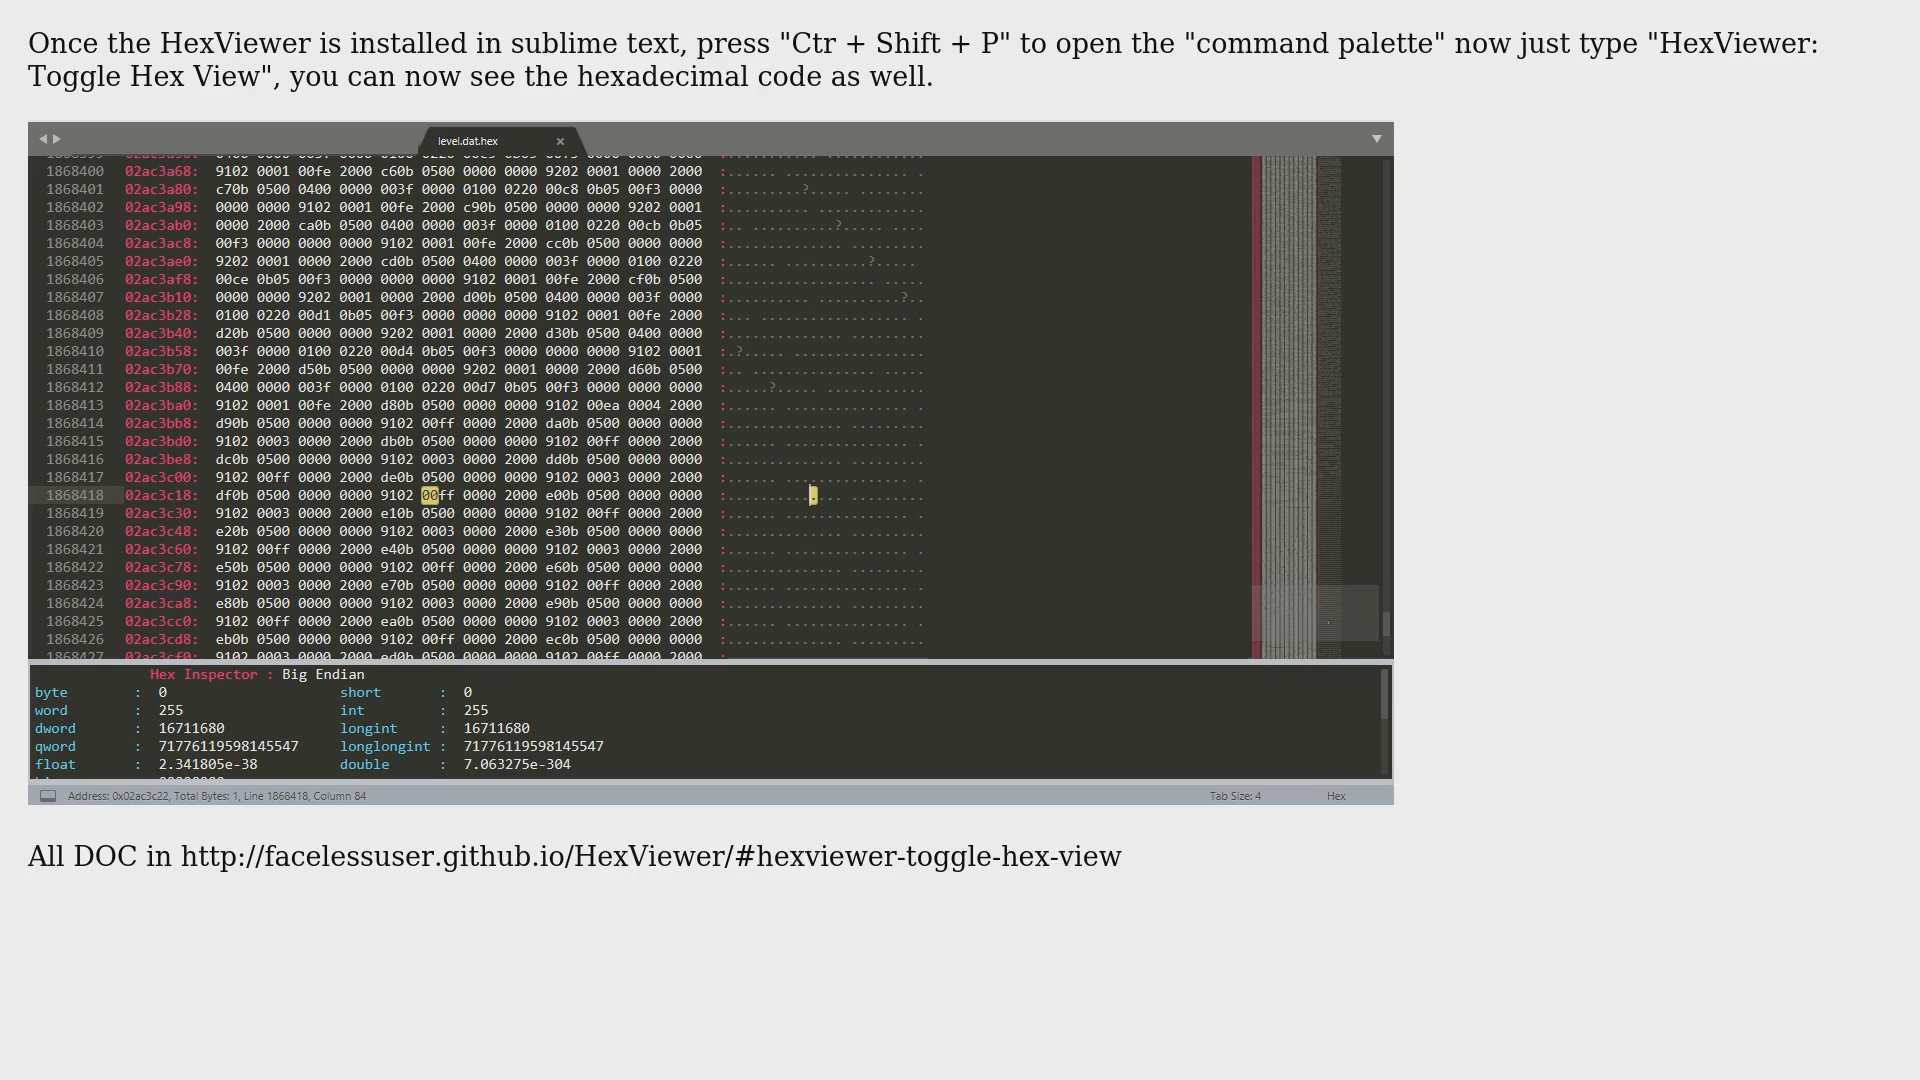 Once the HexViewer is installed in sublime text, press "Ctr + Shift + P" to open the "command palette" now just type "HexViewer:
Toggle Hex View", you can now see the hexadecimal code as well.
level.dat.hex
1868400 02ac3a68: 9102 0001 00fe 2000 c60b 0500 0000 0000 9202 0001 0000 2000 :...... ............... .
1868401 02ac3a80: c70b 0500 0400 0000 003f 0000 0100 0220 00c8 0b05 00f3 0000 :.........?..... ........
1868402 02ac3a98: 0000 0000 9102 0001 00fe 2000 c90b 0500 0000 0000 9202 0001 :.......... .............
1868403 02ac3ab0: 0000 2000 ca0b 0500 0400 0000 003f 0000 0100 0220 00cb 0b05 :.. ..........?..... ....
1868404 02ac3ac8: 00f3 0000 0000 0000 9102 0001 00fe 2000 cc0b 0500 0000 0000 :.............. .........
1868405 02ac3ae0: 9202 0001 0000 2000 cd0b 0500 0400 0000 003f 0000 0100 0220 :...... ..........?.....
1868406 02ac3af8: 00ce 0b05 00f3 0000 0000 0000 9102 0001 00fe 2000 cf0b 0500 :.................. .....
1868407 02ac3b10: 0000 0000 9202 0001 0000 2000 d00b 0500 0400 0000 003f 0000 :.......... ..........?..
1868408 02ac3b28: 0100 0220 00d1 0b05 00f3 0000 0000 0000 9102 0001 00fe 2000 :... .................. .
1868409 02ac3b40: d20b 0500 0000 0000 9202 0001 0000 2000 d30b 0500 0400 0000 :.............. .........
1868410 02ac3b58: 003f 0000 0100 0220 00d4 0b05 00f3 0000 0000 0000 9102 0001 :.?..... ................
1868411 02ac3b70: 00fe 2000 d50b 0500 0000 0000 9202 0001 0000 2000 d60b 0500 :.. ............... .....
1868412 02ac3b88: 0400 0000 003f 0000 0100 0220 00d7 0b05 00f3 0000 0000 0000 :.....?..... ............
1868413 02ac3ba0: 9102 0001 00fe 2000 d80b 0500 0000 0000 9102 00ea 0004 2000 :...... ............... .
1868414 02ac3bb8: d90b 0500 0000 0000 9102 00ff 0000 2000 da0b 0500 0000 0000 :.............. .........
1868415 02ac3bd0: 9102 0003 0000 2000 db0b 0500 0000 0000 9102 00ff 0000 2000 :...... ............... .
1868416 02ac3be8: dc0b 0500 0000 0000 9102 0003 0000 2000 dd0b 0500 0000 0000 :.............. .........
1868417 02ac3c00: 9102 00ff 0000 2000 de0b 0500 0000 0000 9102 0003 0000 2000 :...... ............... .
1868418 02ac3c18: df0b 0500 0000 0000 9102 00ff 0000 2000 e00b 0500 0000 0000 :.............. .........
1868419 02ac3c30: 9102 0003 0000 2000 e10b 0500 0000 0000 9102 00ff 0000 2000 :...... ............... .
1868420 02ac3c48: e20b 0500 0000 0000 9102 0003 0000 2000 e30b 0500 0000 0000 :.............. .........
1868421 02ac3c60: 9102 00ff 0000 2000 e40b 0500 0000 0000 9102 0003 0000 2000 :...... ............... .
1868422 02ac3c78: e50b 0500 0000 0000 9102 00ff 0000 2000 e60b 0500 0000 0000 :.............. .........
1868423 02ac3c90: 9102 0003 0000 2000 e70b 0500 0000 0000 9102 00ff 0000 2000 :...... ............... .
1868424 02ac3ca8: e80b 0500 0000 0000 9102 0003 0000 2000 e90b 0500 0000 0000 :.............. .........
1868425 02ac3cc0: 9102 00ff 0000 2000 ea0b 0500 0000 0000 9102 0003 0000 2000 :...... ............... .
1868426 02ac3cd8: eb0b 0500 0000 0000 9102 00ff 0000 2000 ec0b 0500 0000 0000 :.............. .........
1868427 02ac3cf0: 9102 0003 0000 2000 ed0b 0500 0000 0000 9102 00ff 0000 2000
Hex Inspector : Big Endian
byte : 0 short : 0
word : 255 int : 255
dword : 16711680 longint : 16711680
qword : 71776119598145547 longlongint : 71776119598145547
float : 2.341805e-38 double : 7.063275e-304
Address: 0x02ac3c22, Total Bytes: 1, Line 1868418, Column 84 Tab Size: 4 Hex
All DOC in http://facelessuser.github.io/HexViewer/#hexviewer-toggle-hex-view